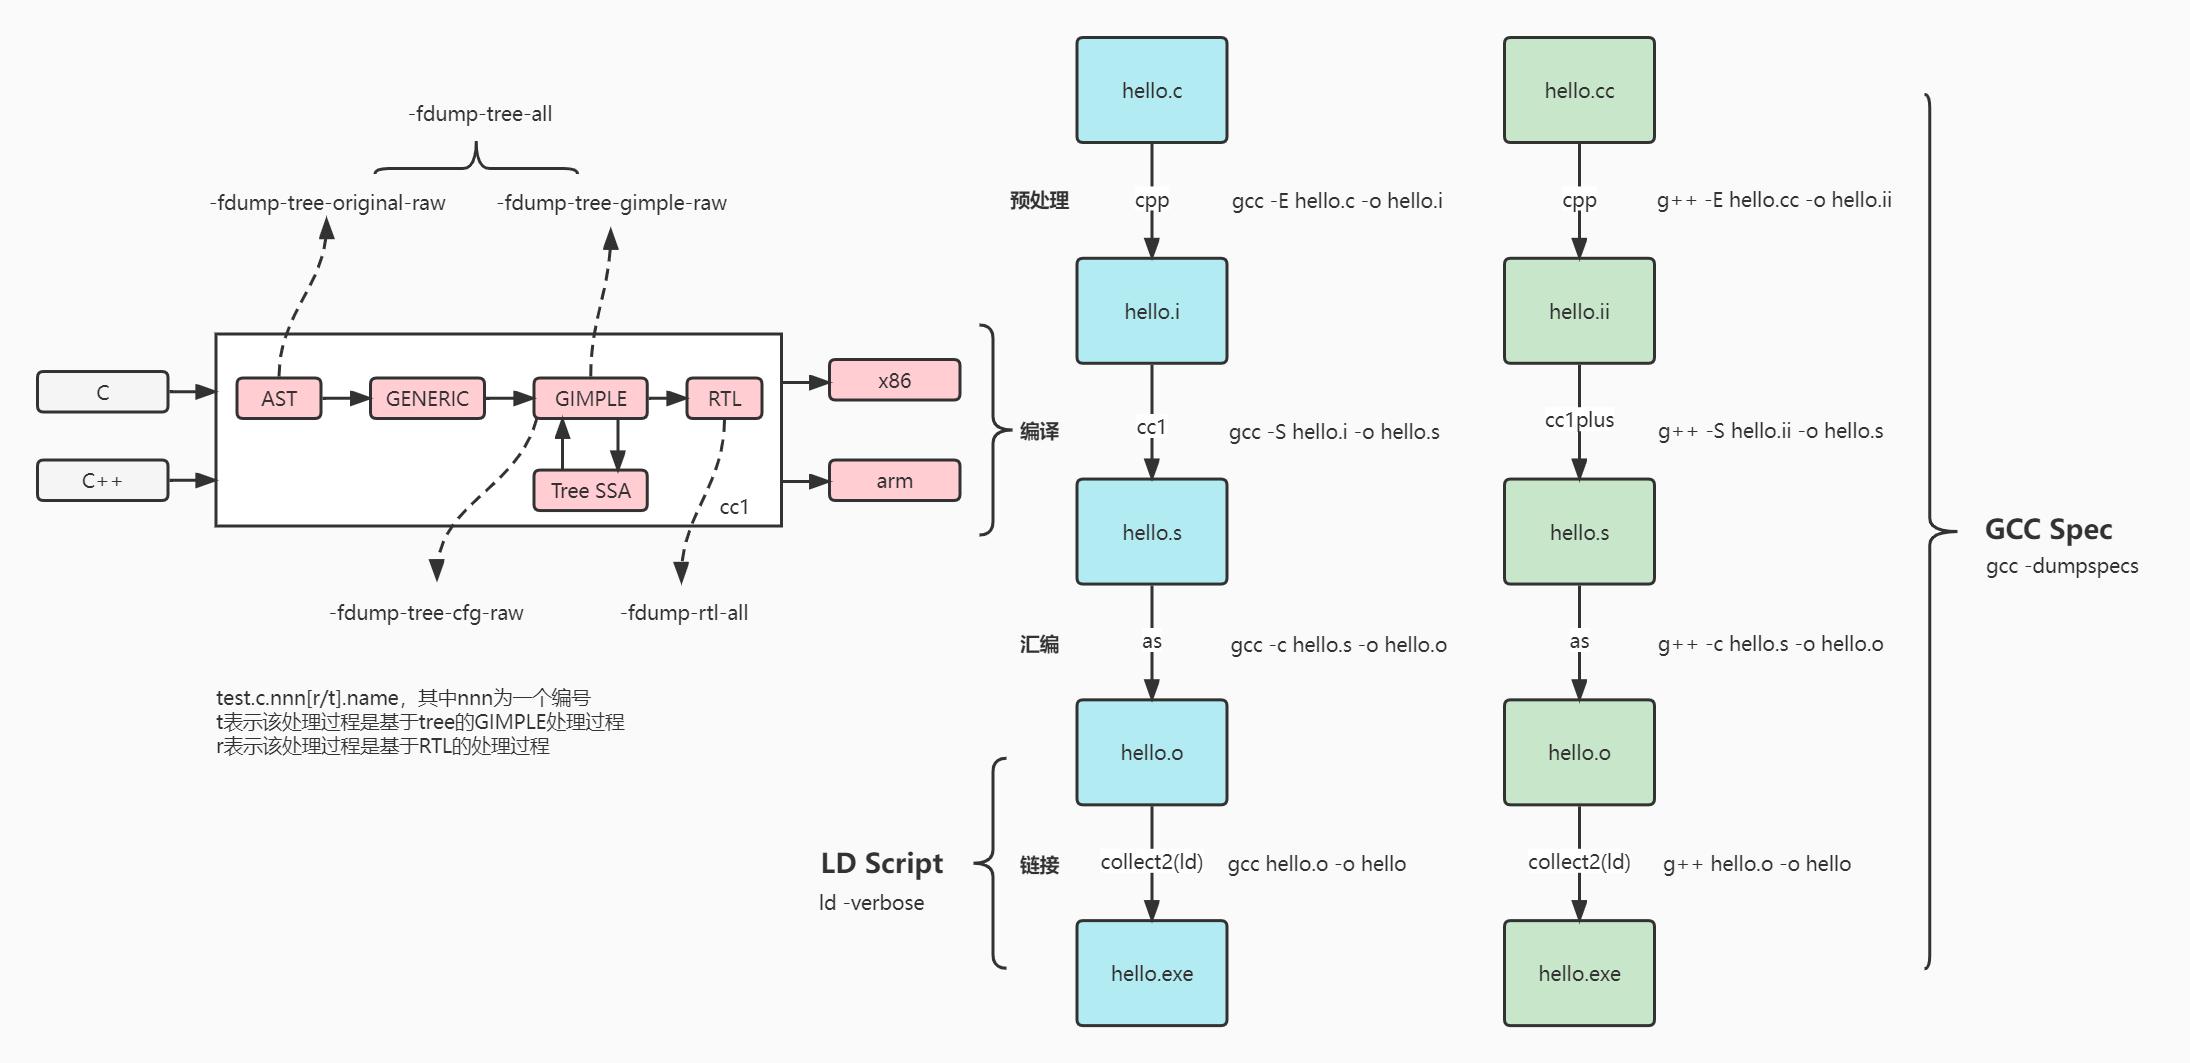 -fdump-tree-all
-fdump-tree-original-raw
-fdump-tree-gimple-raw
C
C++
AST
GENERIC
GIMPLE
RTL
Tree SSA
cc1
x86
arm
-fdump-tree-cfg-raw
-fdump-rtl-all
test.c.nnn[r/t].name，其中nnn为一个编号
t表示该处理过程是基于tree的GIMPLE处理过程
r表示该处理过程是基于RTL的处理过程
LD Script
ld -verbose
预处理
编译
汇编
链接
hello.c
cpp
gcc -E hello.c -o hello.i
hello.i
cc1
gcc -S hello.i -o hello.s
hello.s
as
gcc -c hello.s -o hello.o
hello.o
collect2(ld)
gcc hello.o -o hello
hello.exe
hello.cc
cpp
g++ -E hello.cc -o hello.ii
hello.ii
cc1plus
g++ -S hello.ii -o hello.s
hello.s
as
g++ -c hello.s -o hello.o
hello.o
collect2(ld)
g++ hello.o -o hello
hello.exe
GCC Spec
gcc -dumpspecs